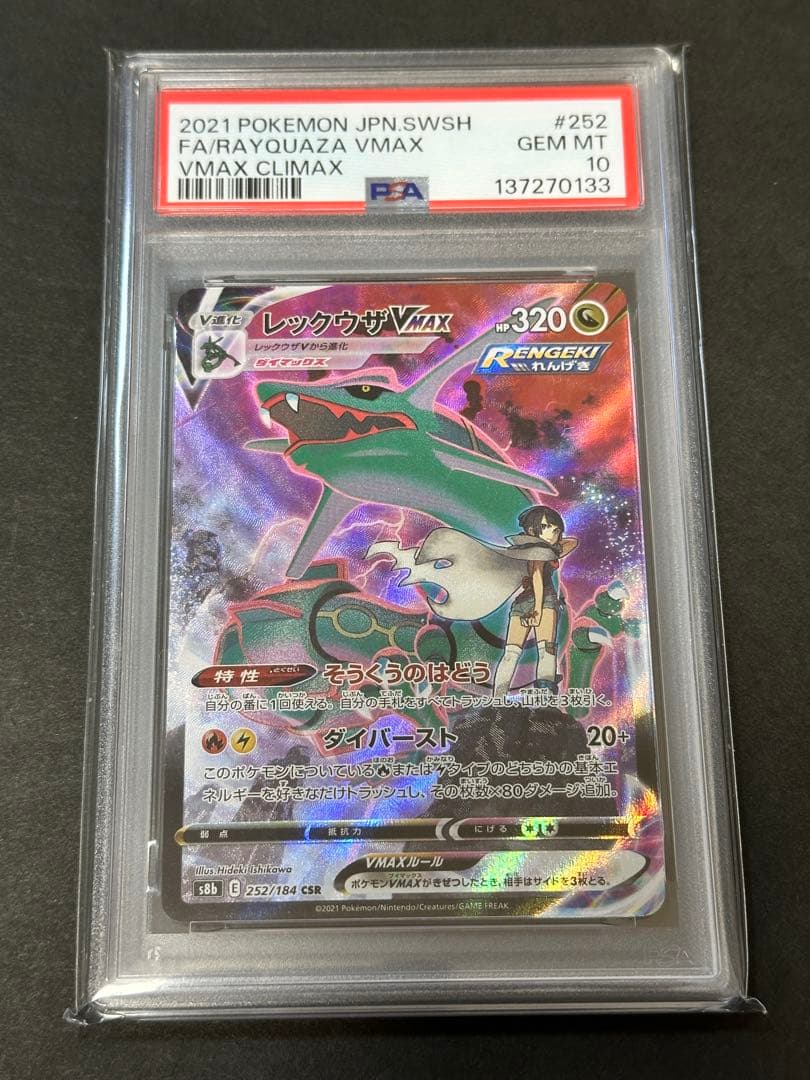 2021 POKEMON JPN.SWSH #252
FA/RAYQUAZA VMAX GEM MT
VMAX CLIMAX 10
PSA 137270133
V進化 レックウザVMAX HP320
レックウザVから進化
ダイマックス
RENGEKI
れんげき
特性 とくせい そうくうのはどう
自分の番に1回使える。自分の手札をすべてトラッシュし、山札を3枚引く。
ダイバースト 20+
このポケモンについている または タイプのどちらかの基本エ
ネルギーを好きなだけトラッシュし、その枚数×80ダメージ追加。
弱点 抵抗力 にげる
Illus. Hideki Ishikawa
VMAXルール
s8b E 252/184 CSR
ポケモンVMAXがきぜつしたとき、相手はサイドを3枚とる。
©2021 Pokémon/Nintendo/Creatures/GAME FREAK